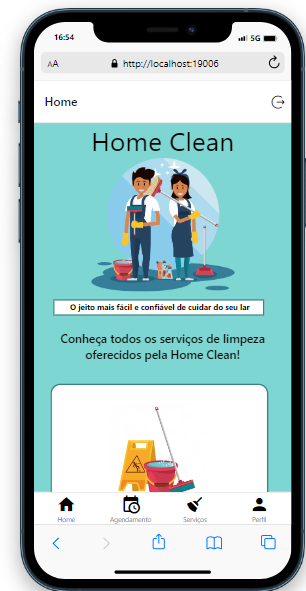 16:54
5G
AA
http://localhost:19006
Home
Home Clean
O jeito mais fácil e confiável de cuidar do seu lar
Conheça todos os serviços de limpeza
oferecidos pela Home Clean!
Home
Agendamento
Serviços
Perfil